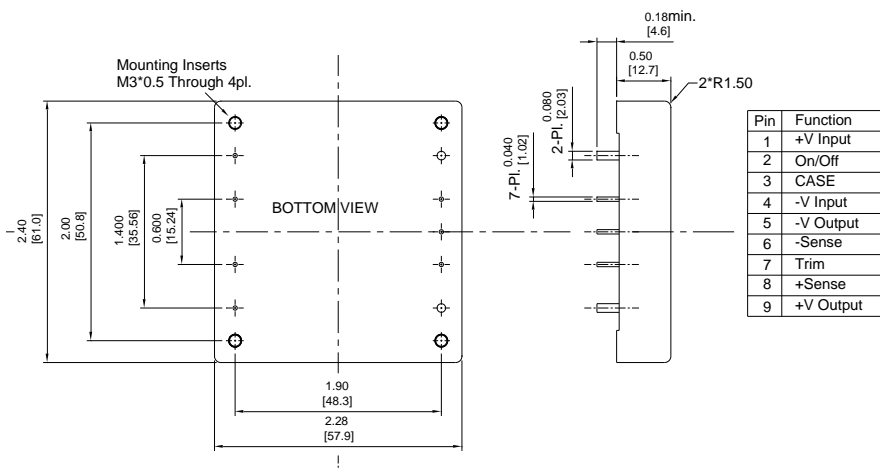 0.18min.
[4.6]
0.50
[12.7]
2*R1.50
Mounting Inserts
M3*0.5 Through 4pl.
2-Pl. 0.080
[2.03]
7-Pl. 0.040
[1.02]
2.40
[61.0]
2.00
[50.8]
1.400
[35.56]
0.600
[15.24]
BOTTOM VIEW
1.90
[48.3]
2.28
[57.9]
Pin Function
1 +V Input
2 On/Off
3 CASE
4 -V Input
5 -V Output
6 -Sense
7 Trim
8 +Sense
9 +V Output